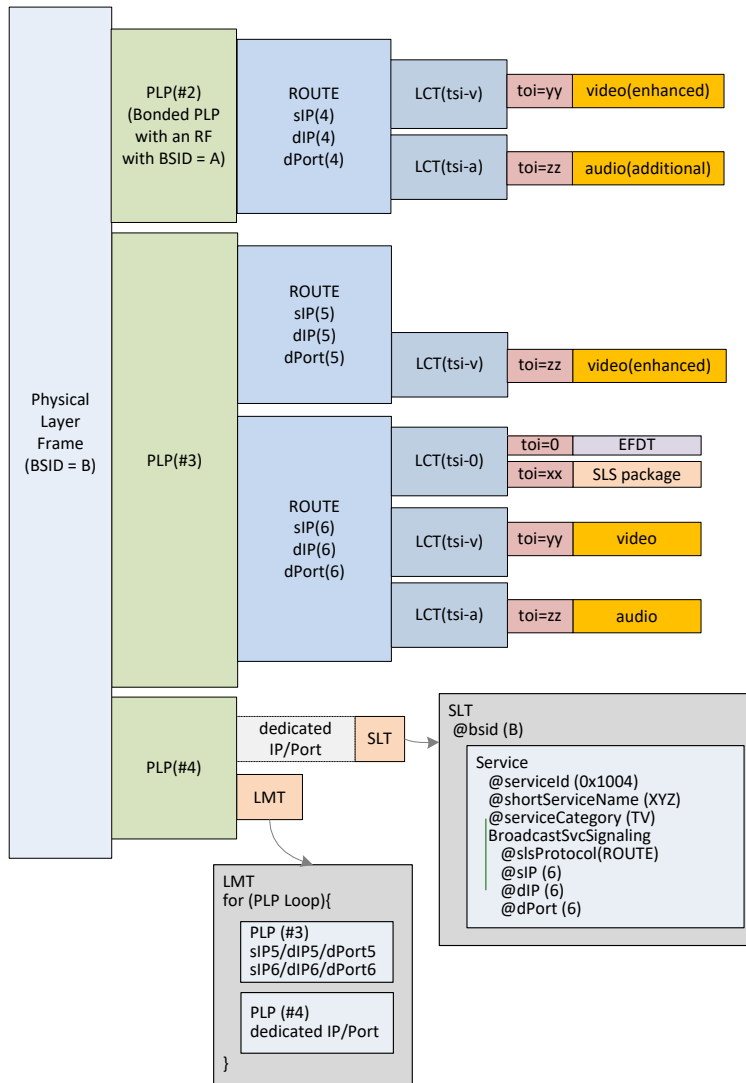 Physical
Layer
Frame
(BSID = B)
PLP(#2)
(Bonded PLP
with an RF
with BSID = A)
ROUTE
sIP(4)
dIP(4)
dPort(4)
LCT(tsi-v)
toi=yy
video(enhanced)
LCT(tsi-a)
toi=zz
audio(additional)
PLP(#3)
ROUTE
sIP(5)
dIP(5)
dPort(5)
LCT(tsi-v)
toi=zz
video(enhanced)
ROUTE
sIP(6)
dIP(6)
dPort(6)
LCT(tsi-0)
toi=0
EFDT
toi=xx
SLS package
LCT(tsi-v)
toi=yy
video
LCT(tsi-a)
toi=zz
audio
PLP(#4)
dedicated
IP/Port
SLT
LMT
SLT
@bsid (B)
Service
@serviceId (0x1004)
@shortServiceName (XYZ)
@serviceCategory (TV)
BroadcastSvcSignaling
@slsProtocol(ROUTE)
@sIP (6)
@dIP (6)
@dPort (6)
LMT
for (PLP Loop){
PLP (#3)
sIP5/dIP5/dPort5
sIP6/dIP6/dPort6
PLP (#4)
dedicated IP/Port
}